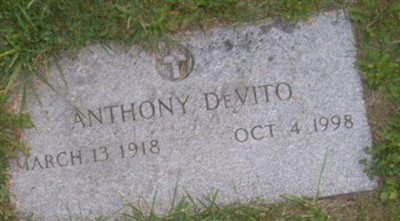 ANTHONY DEVITO
MARCH 13 1918 OCT 4 1998